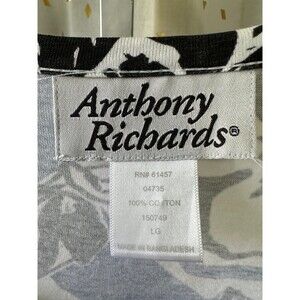 Anthony
Richards®
RN# 61457
04735
100% COTTON
150749
LG
MADE IN BANGLADESH